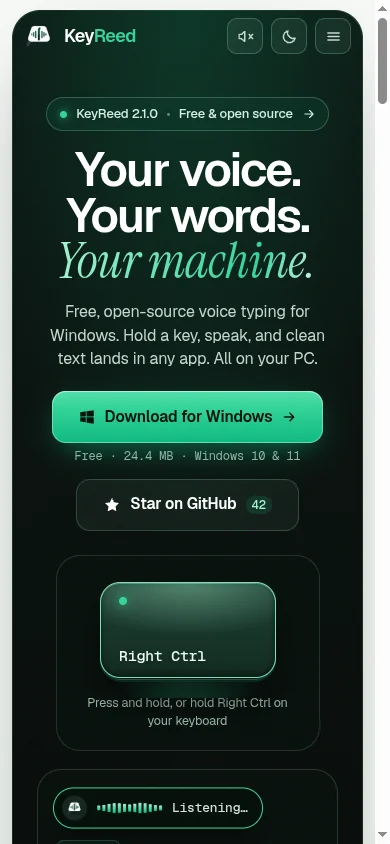 KeyReed
KeyReed 2.1.0 • Free & open source →
Your voice.
Your words.
Your machine.
Free, open-source voice typing for
Windows. Hold a key, speak, and clean
text lands in any app. All on your PC.
Download for Windows →
Free · 24.4 MB · Windows 10 & 11
Star on GitHub 42
Right Ctrl
Press and hold, or hold Right Ctrl on
your keyboard
Listening…